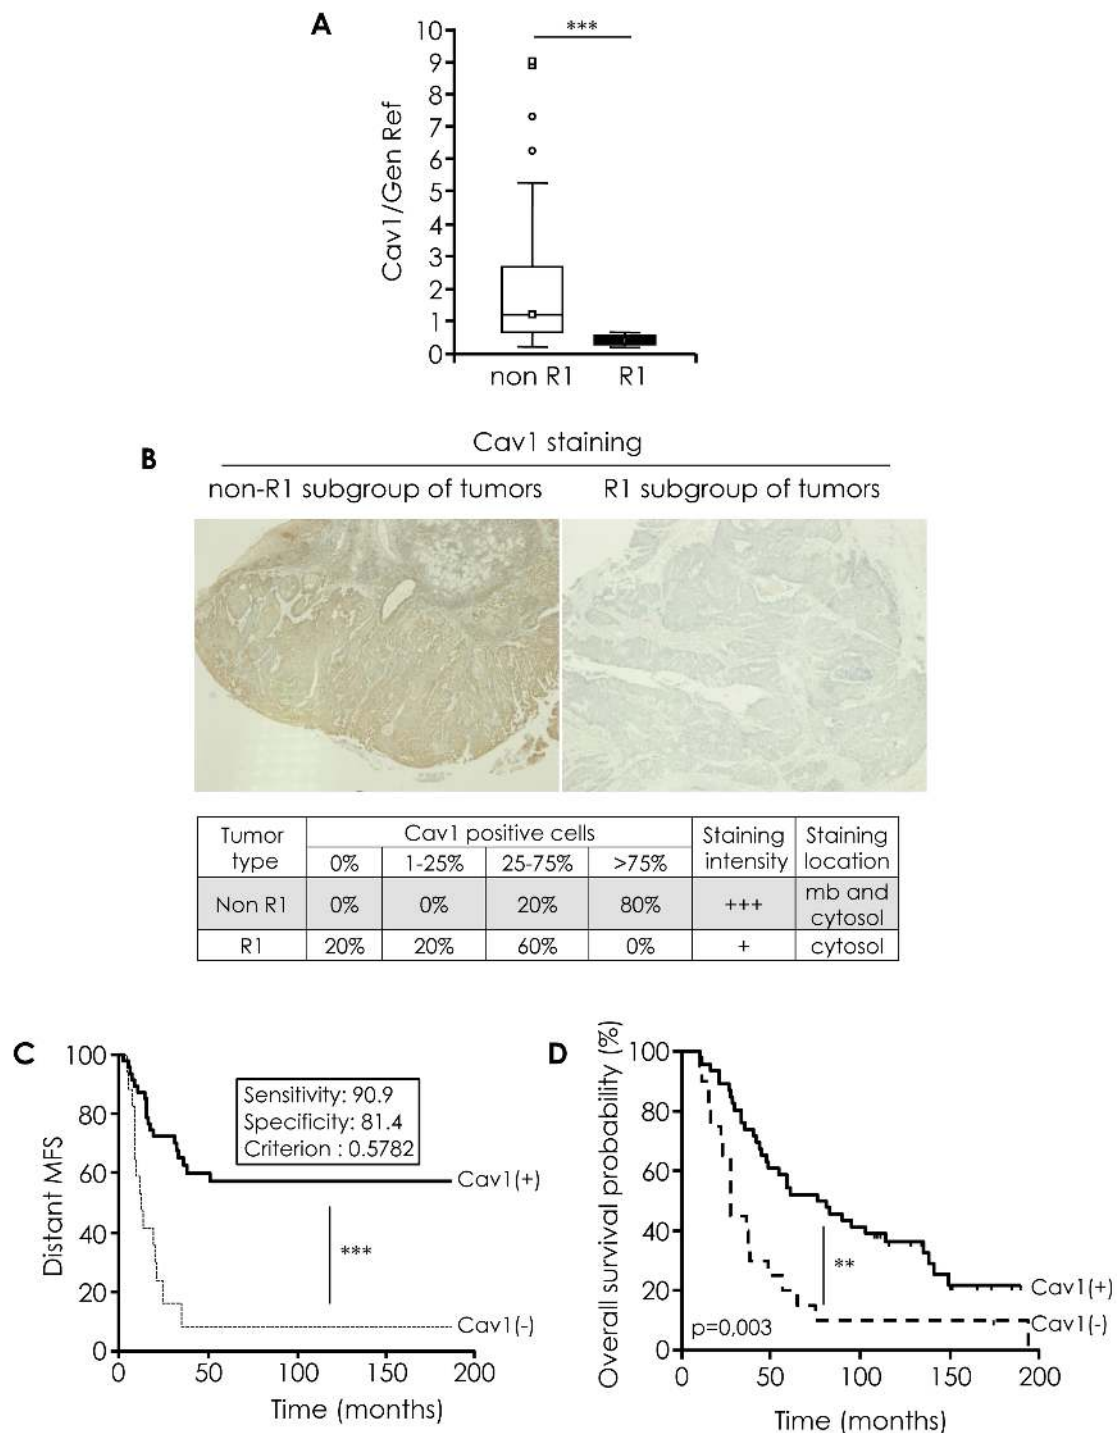 A
***
10
9
8
7
6
5
4
3
2
1
0
Cav1/Gen Ref
non R1
R1
B
Cav1 staining
non-R1 subgroup of tumors
R1 subgroup of tumors
Tumor type
Cav1 positive cells
Staining intensity
Staining location
0%
1-25%
25-75%
>75%
Non R1
0%
0%
20%
80%
+++
mb and cytosol
R1
20%
20%
60%
0%
+
cytosol
C
100
80
60
40
20
0
Distant MFS
Sensitivity: 90.9
Specificity: 81.4
Criterion : 0.5782
Cav1(+)
***
Cav1(-)
0
50
100
150
200
Time (months)
D
100
80
60
40
20
0
Overall survival probability (%)
**
Cav1(+)
Cav1(-)
p=0,003
0
50
100
150
200
Time (months)